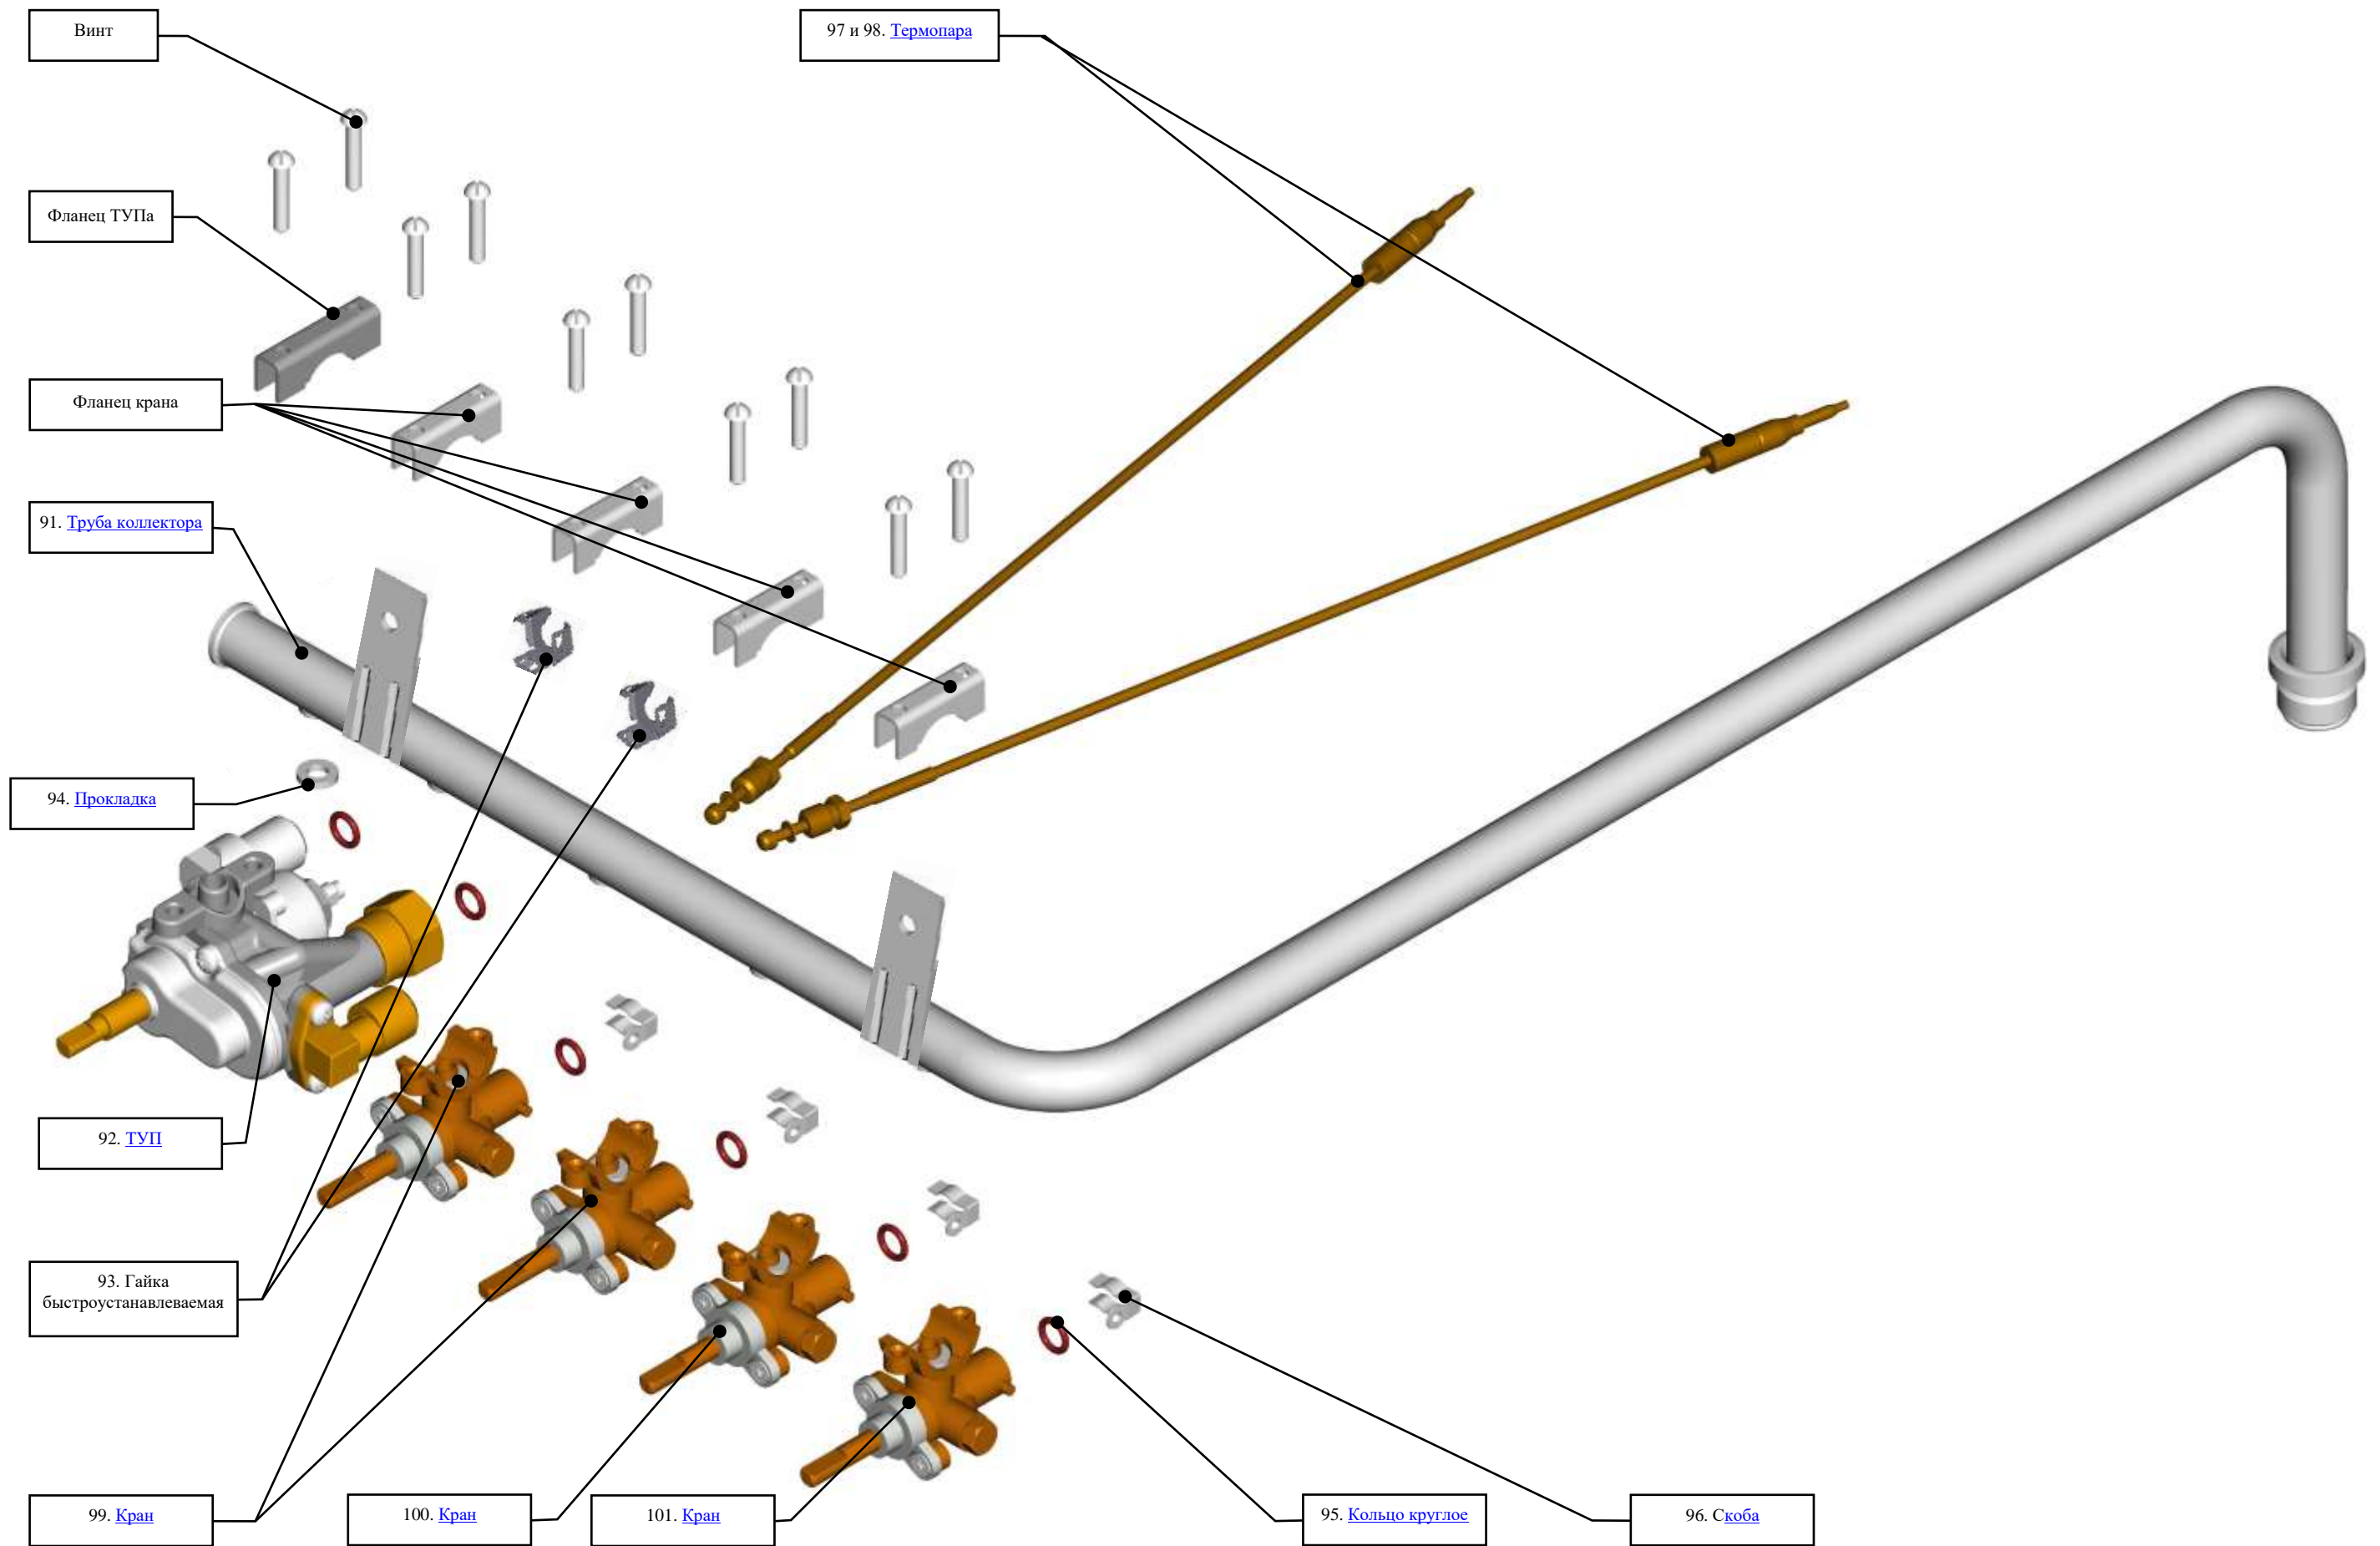 Винт
97 и 98. Термопара
Фланец ТУПа
Фланец крана
91. Труба коллектора
94. Прокладка
92. ТУП
93. Гайка
быстроустанавлеваемая
99. Кран
100. Кран
101. Кран
95. Кольцо круглое
96. Скоба